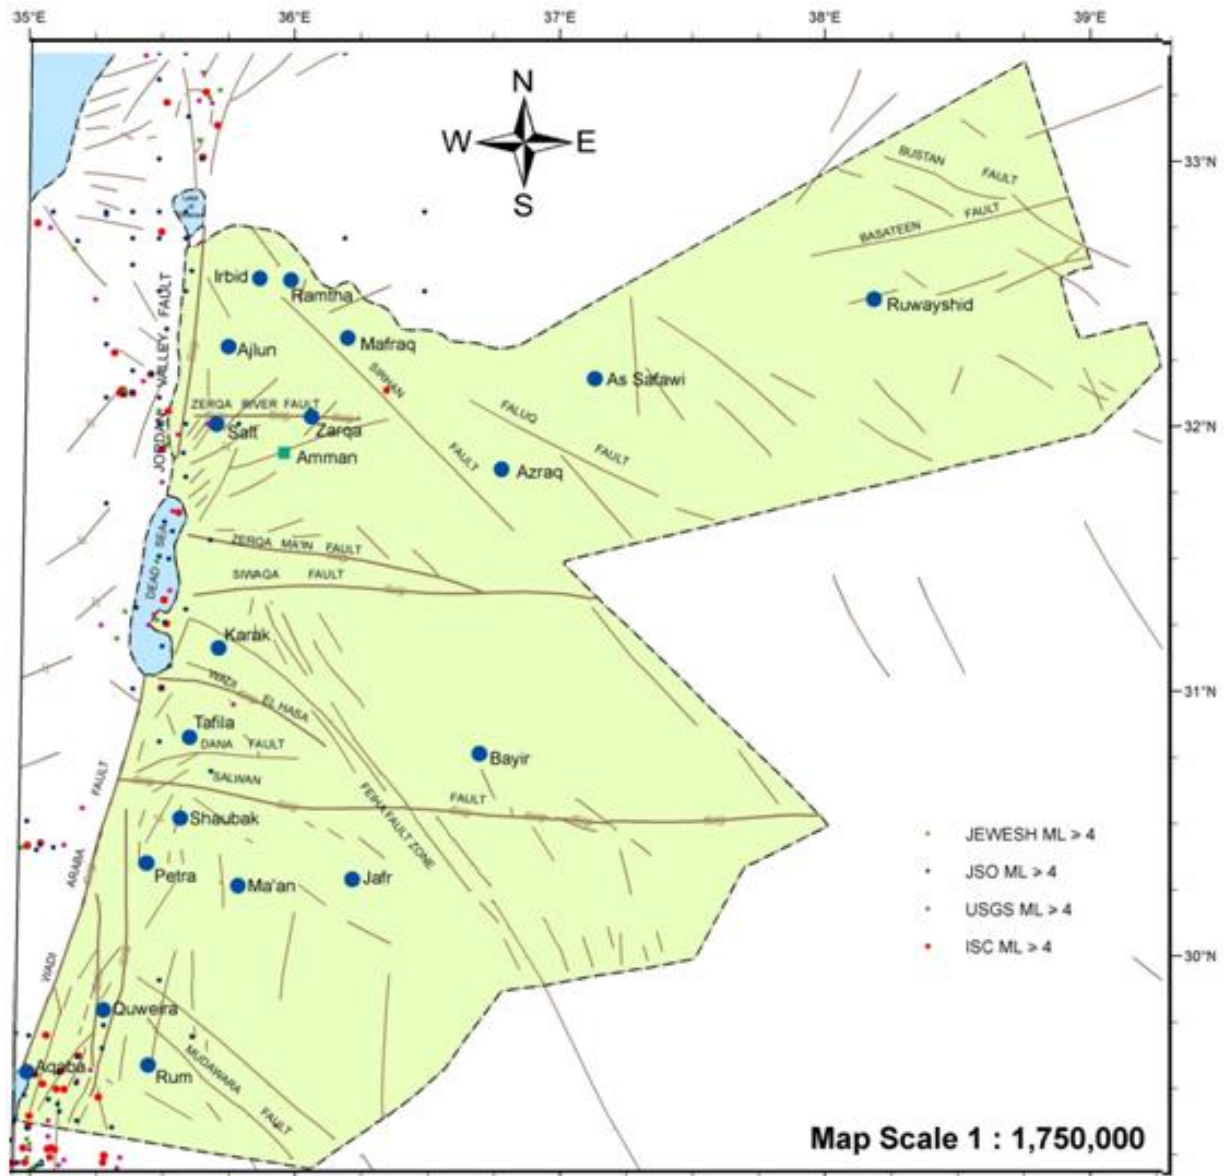 35°E 36°E 37°E 38°E 39°E
N
W E
S
33°N
BUSTAN FAULT
BASATEEN FAULT
Irbid
Ramtha
Ruwayshid
JORDAN VALLEY FAULT
Ajlun
Mafraq
As Safawi
SIRHAN FAULT
ZERQA RIVER FAULT
FALUQ FAULT
32°N
Salt
Zarqa
Amman
Azraq
DEAD SEA
ZERQA MA'IN FAULT
SIWAQA FAULT
Karak
31°N
WADI EL HASA
Tafila
DANA FAULT
Bayir
SALWAN FAULT
FEIHA FAULT ZONE
Shaubak
JEWESH ML > 4
Petra
Ma'an
Jafr
JSO ML > 4
USGS ML > 4
ISC ML > 4
WADI ARABA FAULT
30°N
Quweira
Aqaba
Rum
MUDAWARA FAULT
Map Scale 1 : 1,750,000